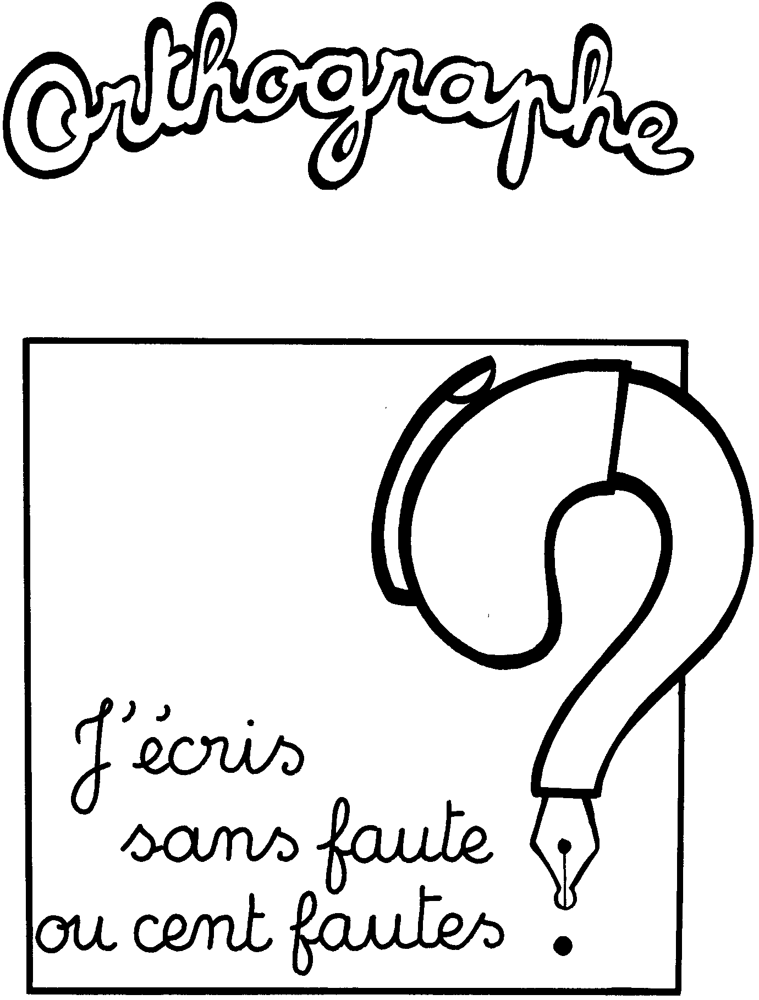 Orthographe
J'écris
sans faute
ou cent fautes ?